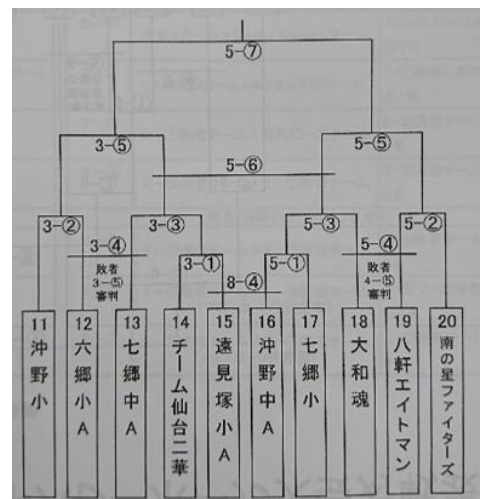 5-⑦
3-⑤
5-⑤
5-⑥
3-②
3-③
5-③
5-②
3-④
5-④
敗者
3-⑤
審判
3-①
8-④
5-①
敗者
4-⑤
審判
11 沖野小
12 六郷小A
13 七郷中A
14 チーム仙台二華
15 遠見塚小A
16 沖野中A
17 七郷小
18 大和魂
19 八軒エイトマン
20 南の星ファイターズ